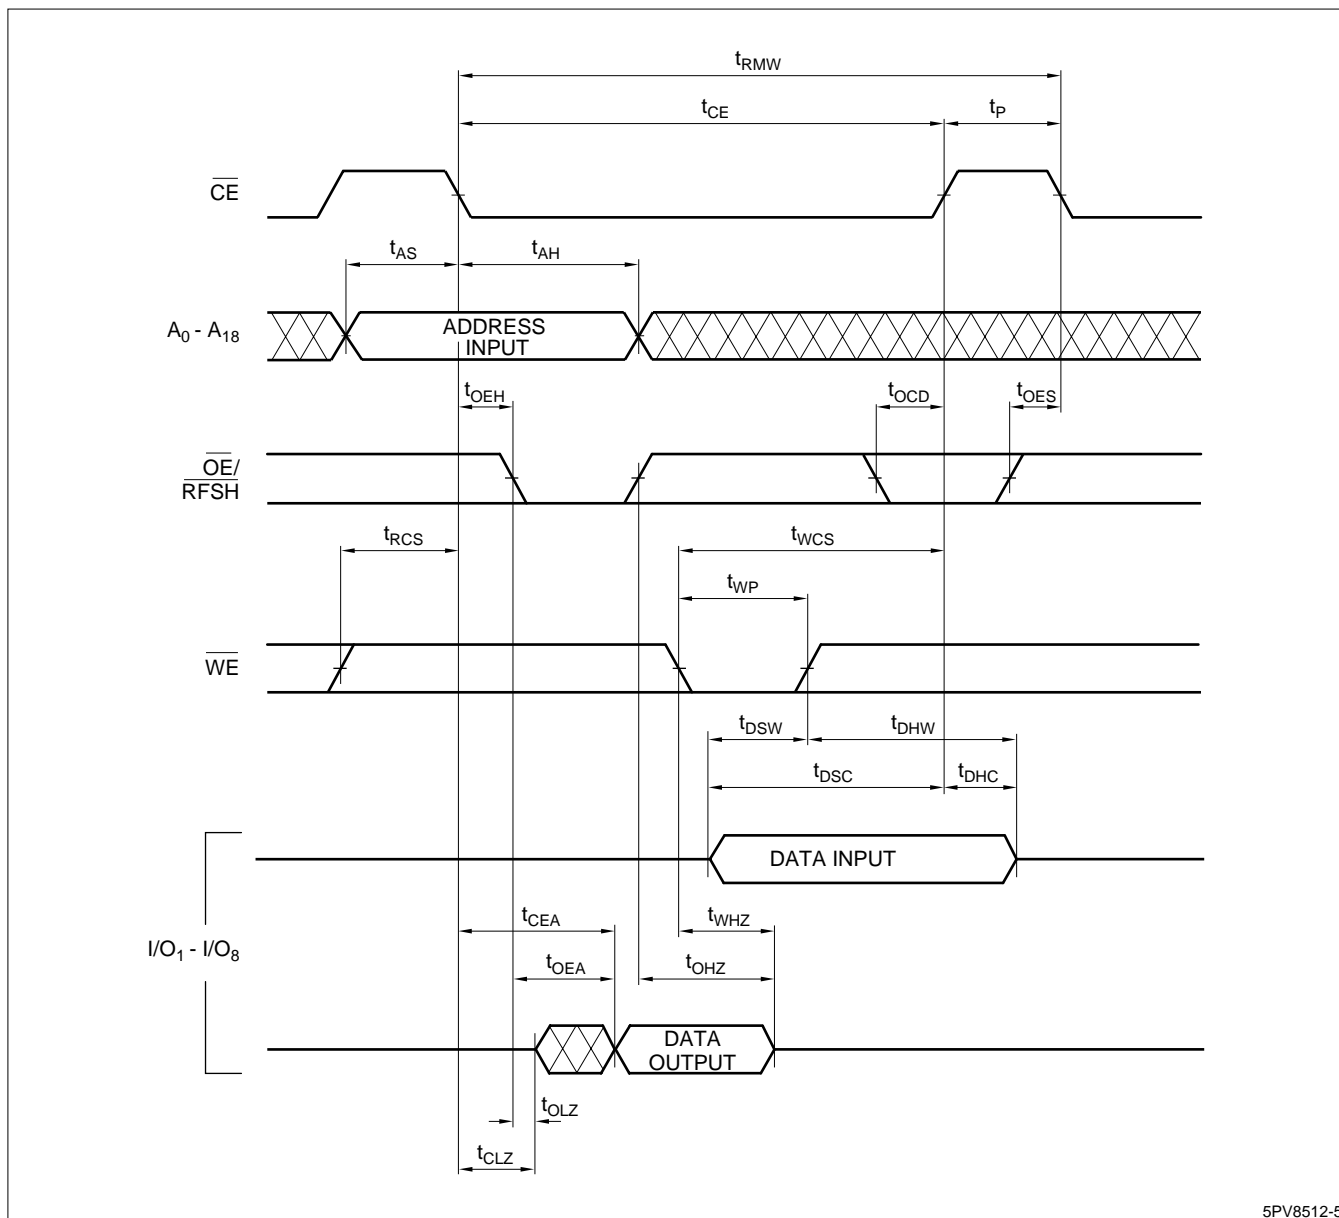 tRMW
tCE
tP
CE
tAS
tAH
A0 - A18
ADDRESS
INPUT
tOEH
tOCD
tOES
OE/
RFSH
tRCS
tWCS
tWP
WE
tDSW
tDHW
tDSC
tDHC
DATA INPUT
tCEA
tWHZ
I/O1 - I/O8
tOEA
tOHZ
DATA
OUTPUT
tOLZ
tCLZ
5PV8512-5